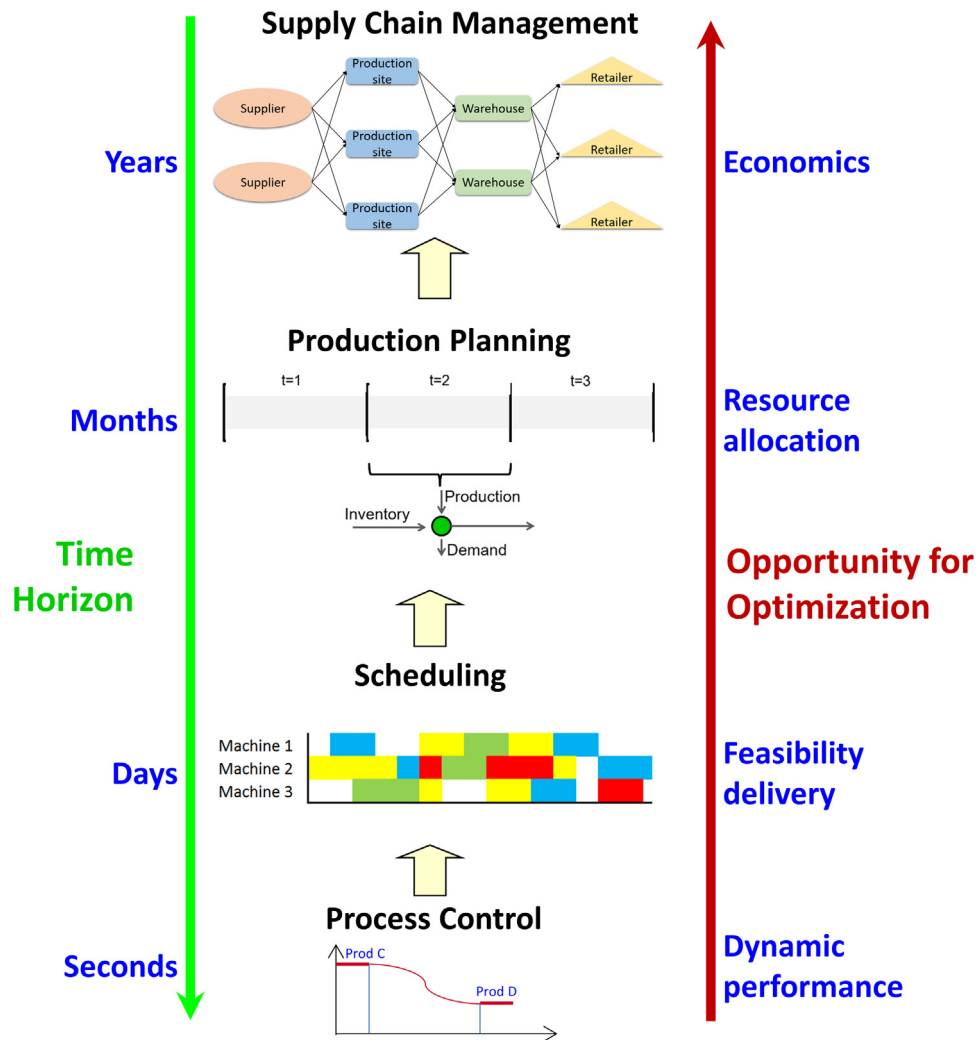 Supply Chain Management
Production
site
Retailer
Supplier
Warehouse
Years
Production
site
Retailer
Economics
Supplier
Warehouse
Production
site
Retailer
Production Planning
t=1
t=2
t=3
Months
Resource
allocation
Production
Inventory
Demand
Time
Horizon
Opportunity for
Optimization
Scheduling
Machine 1
Machine 2
Machine 3
Days
Feasibility
delivery
Process Control
Seconds
Prod C
Prod D
Dynamic
performance